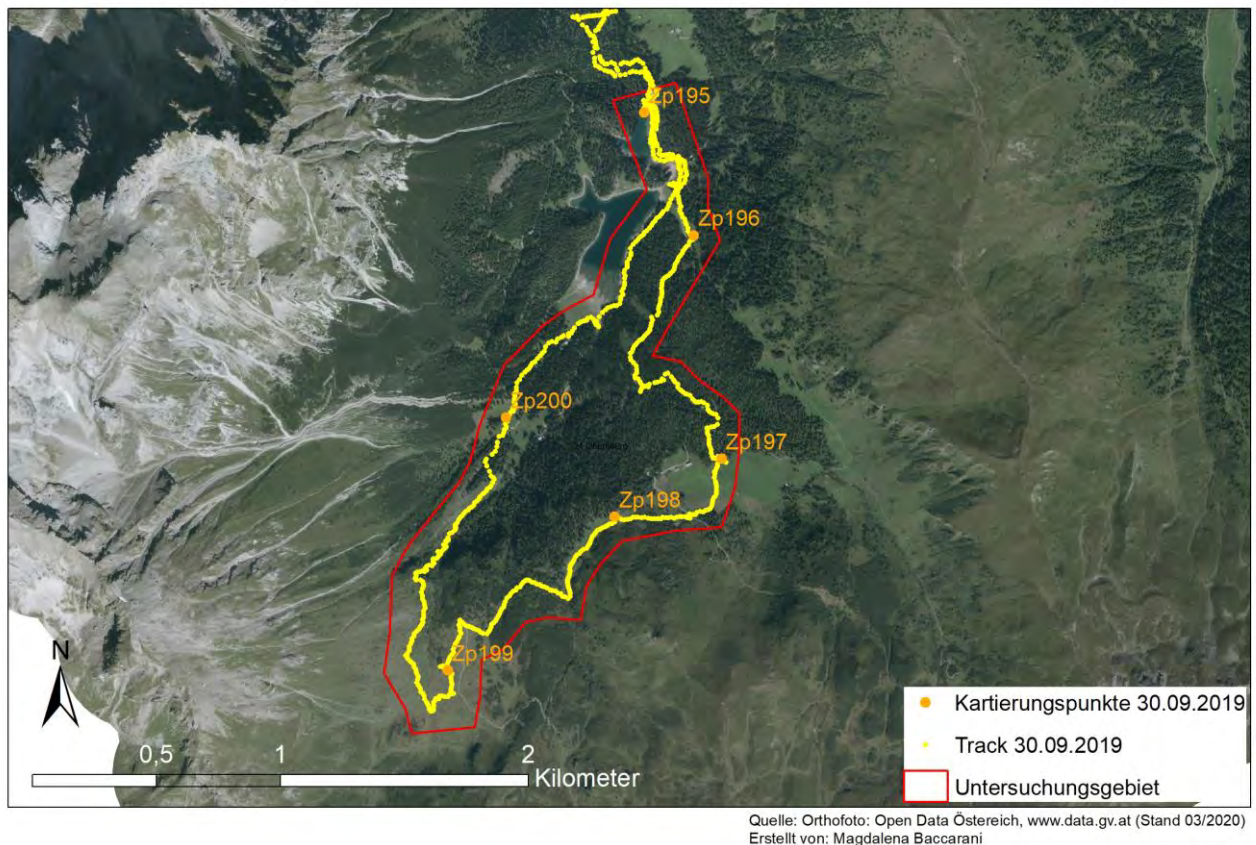 Zp195
Zp196
Zp200
Zp197
Zp198
Zp199
N
0,5 1 2
Kilometer
Kartierungspunkte 30.09.2019
Track 30.09.2019
Untersuchungsgebiet
Quelle: Orthofoto: Open Data Östereich, www.data.gv.at (Stand 03/2020)
Erstellt von: Magdalena Baccarani